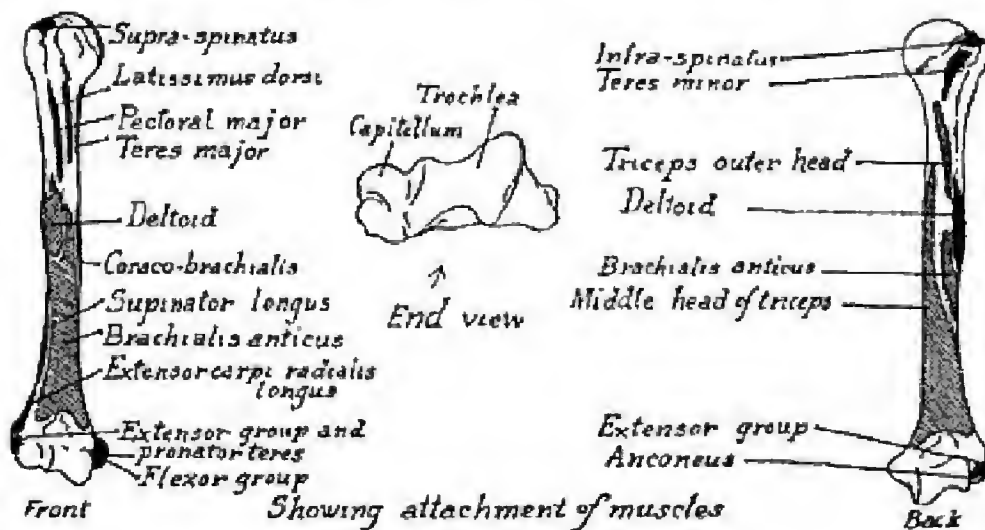 Supra-spinatus
Latissimus dorsi
Pectoral major
Teres major
Deltoid
Coraco-brachialis
Supinator longus
Brachialis anticus
Extensor carpi radialis
longus
Extensor group and
pronator teres
Flexor group
Front
Trochlea
Capitellum
End view
Infra-spinatus
Teres minor
Triceps outer head
Deltoid
Brachialis anticus
Middle head of triceps
Extensor group
Anconeus
Back
Showing attachment of muscles